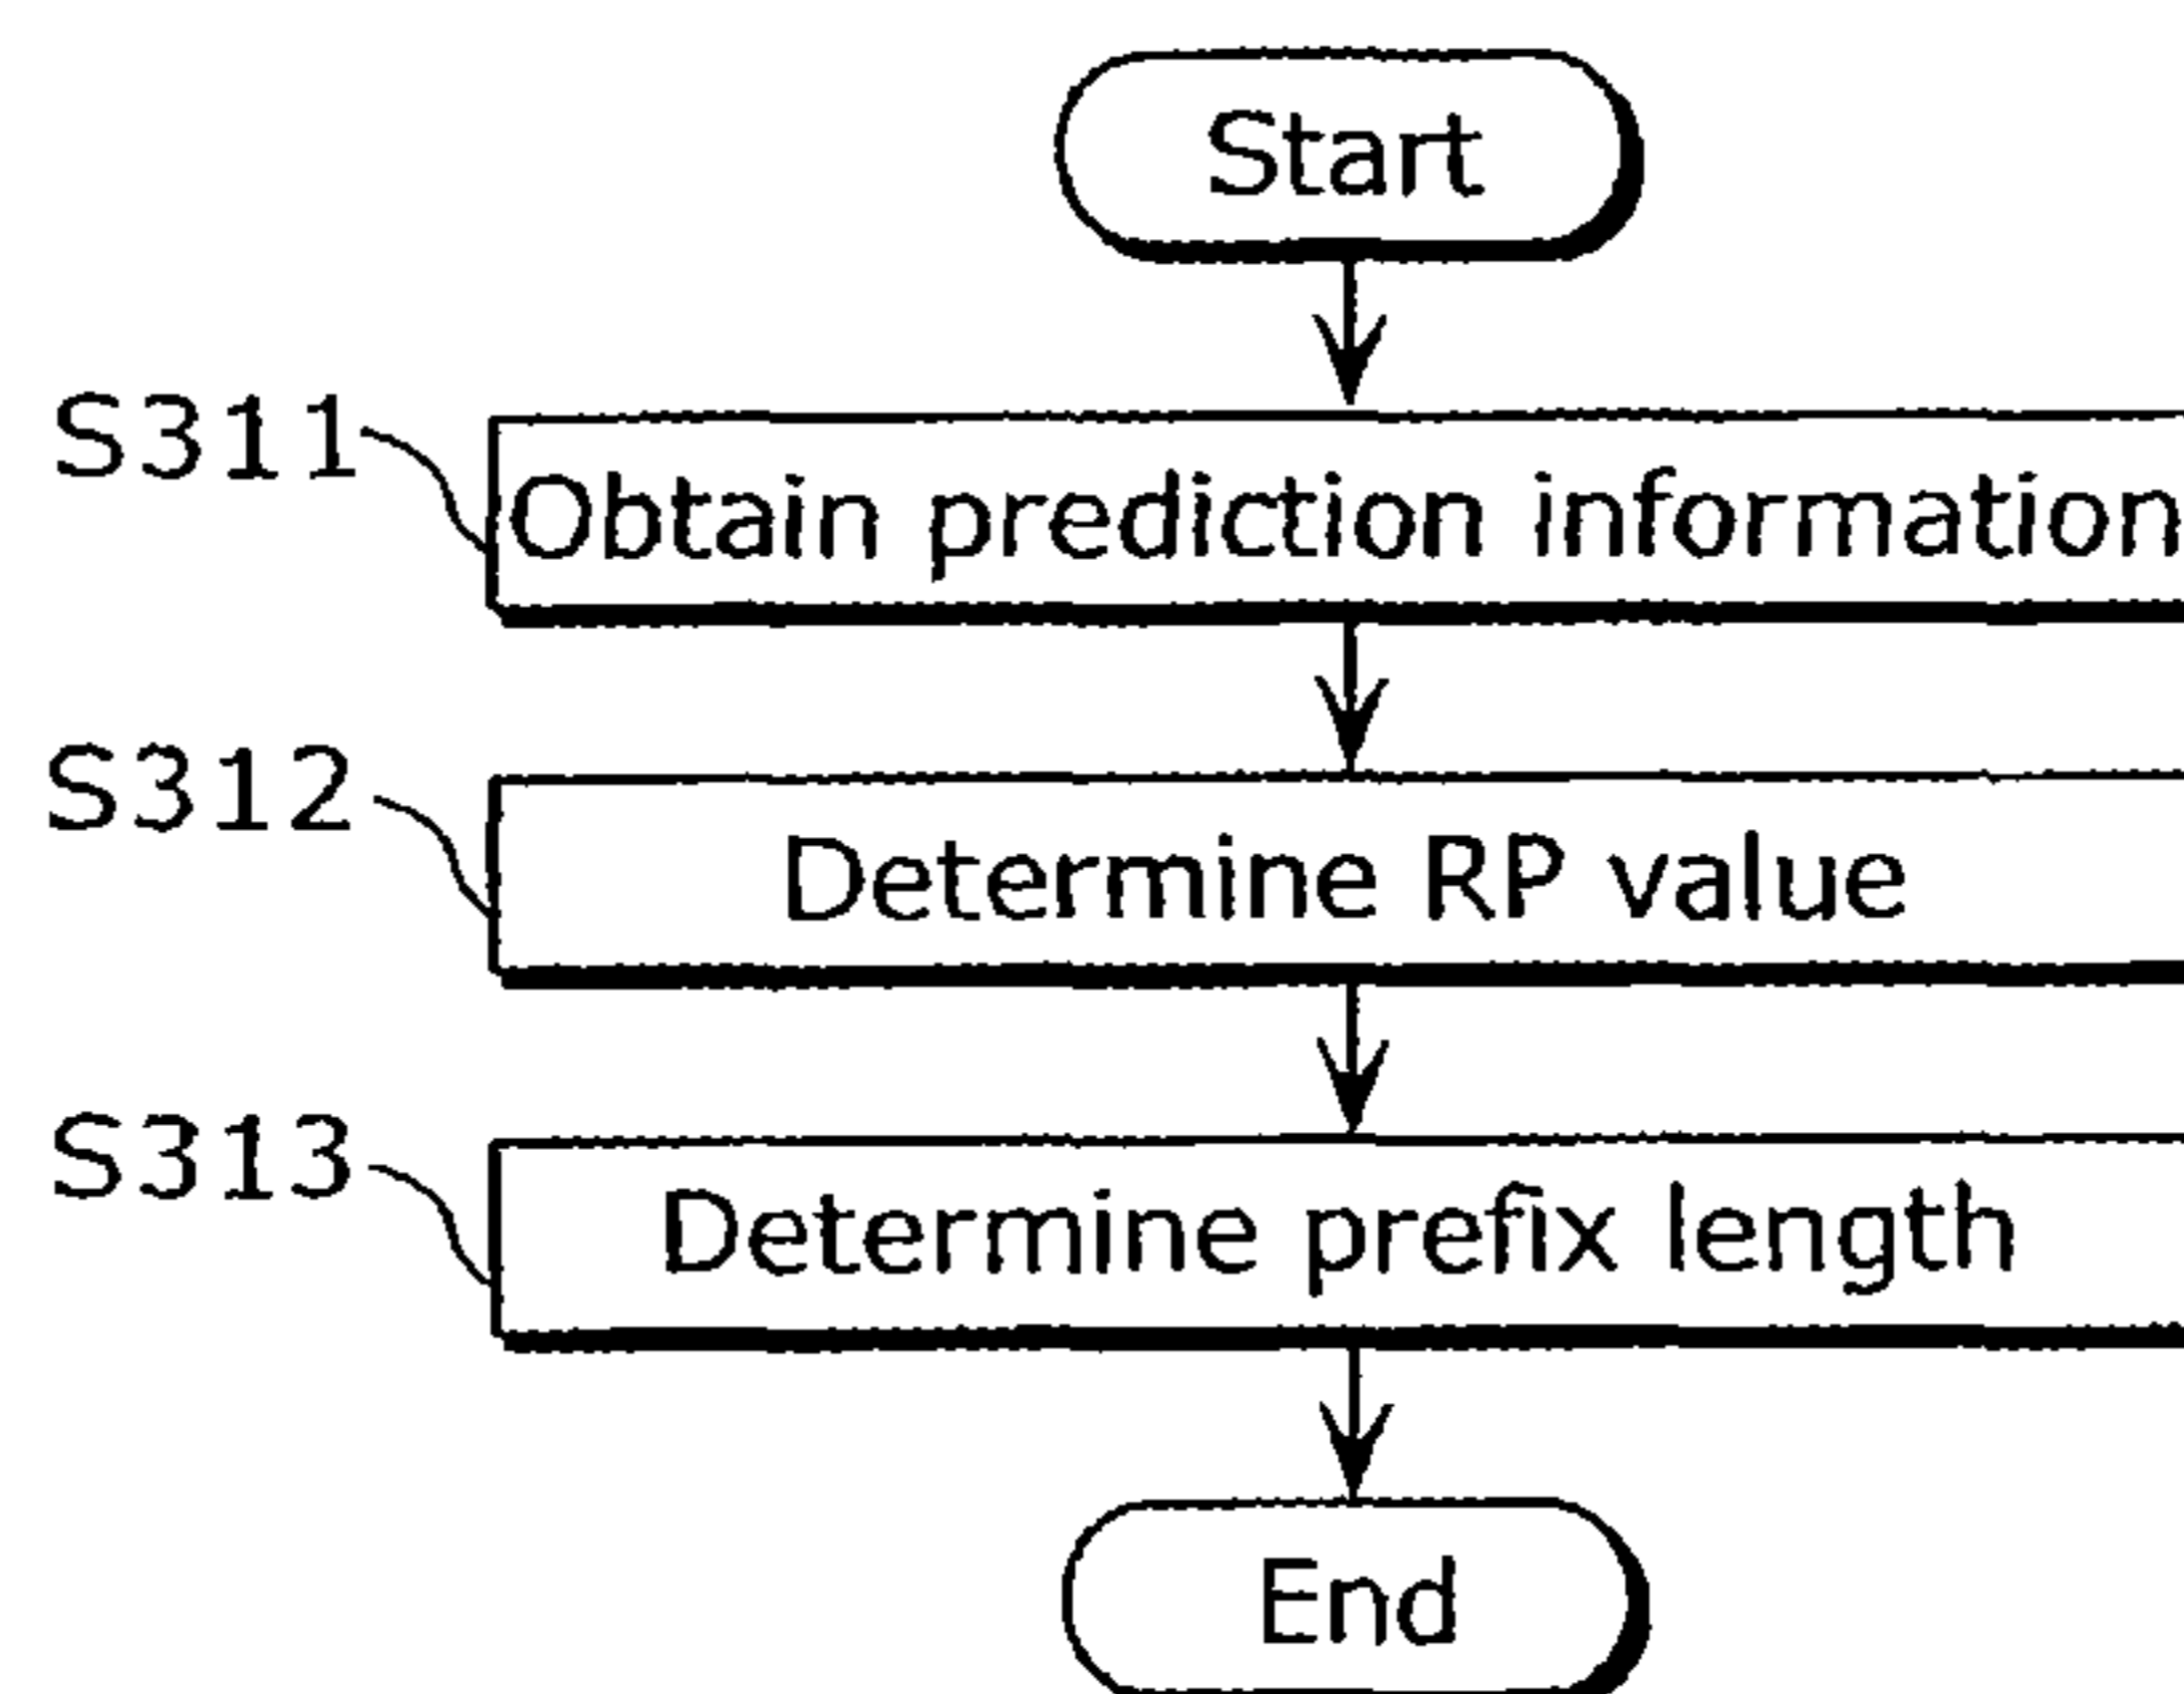 Start
S311
Obtain prediction information
S312
Determine RP value
S313
Determine prefix length
End